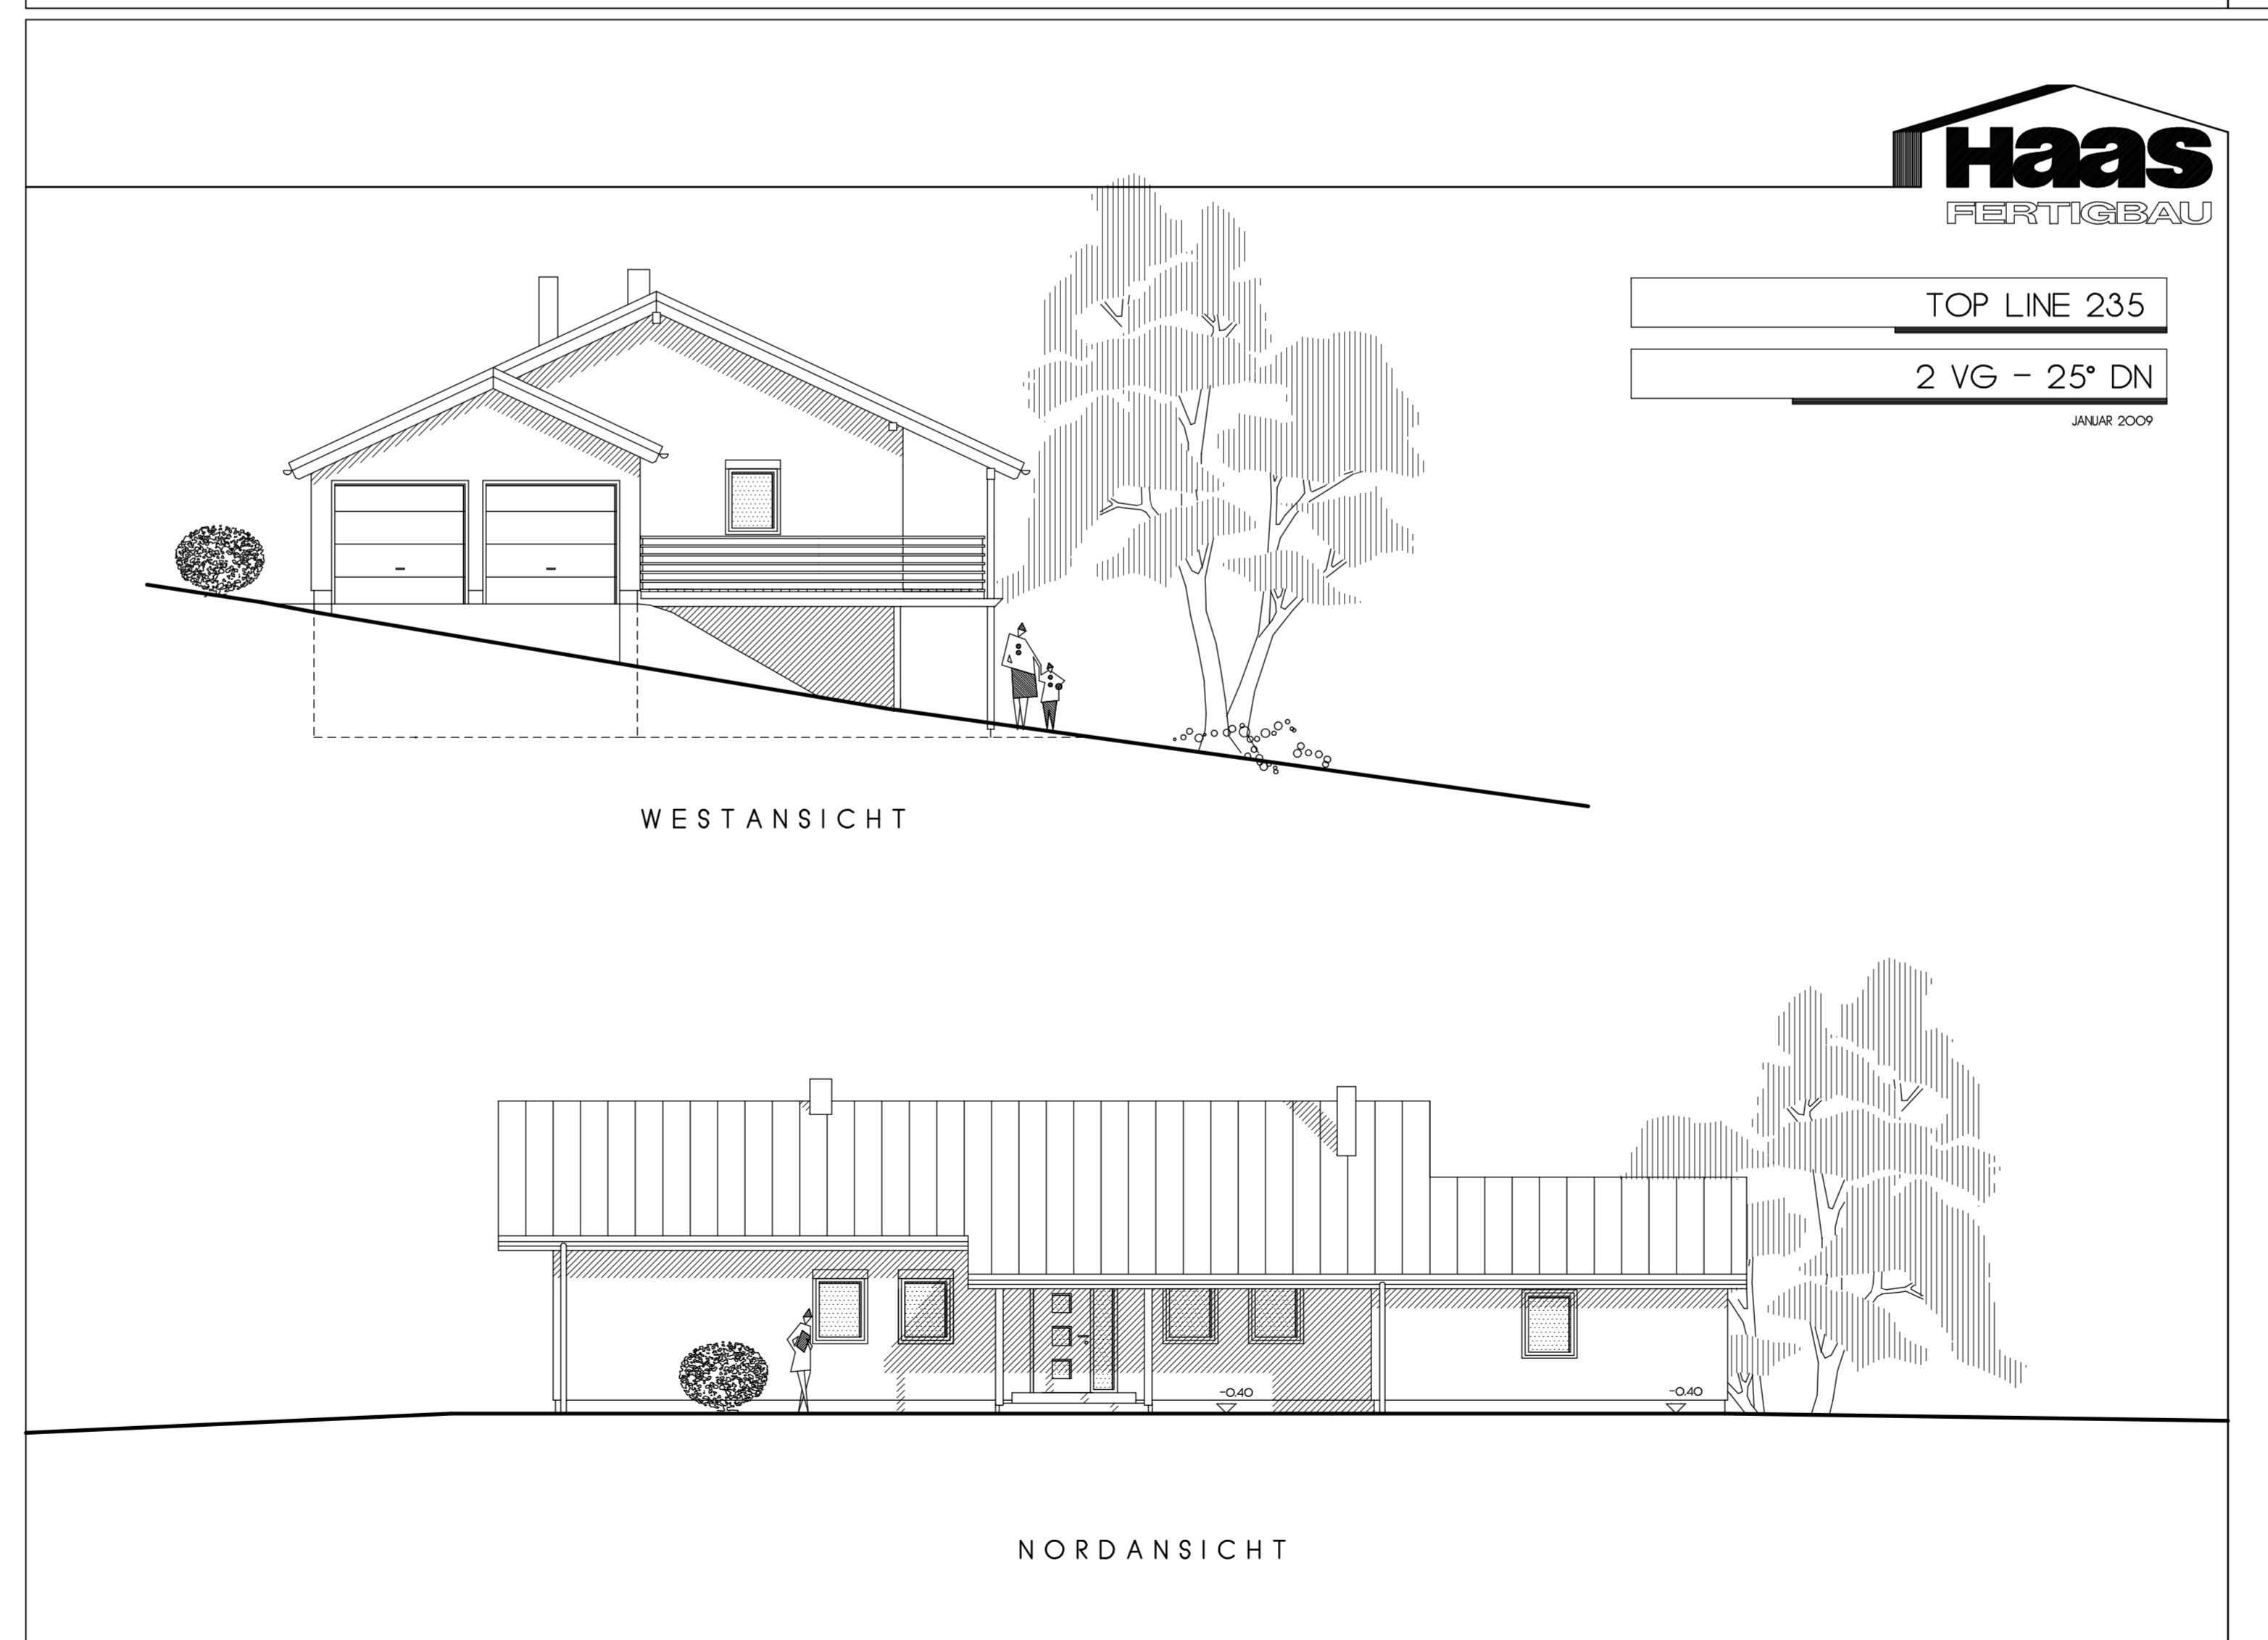 Haas
FERTIGBAU
TOP LINE 235
2 VG - 25° DN
JANUAR 2009
WESTANSICHT
-0.40
-0.40
NORDANSICHT